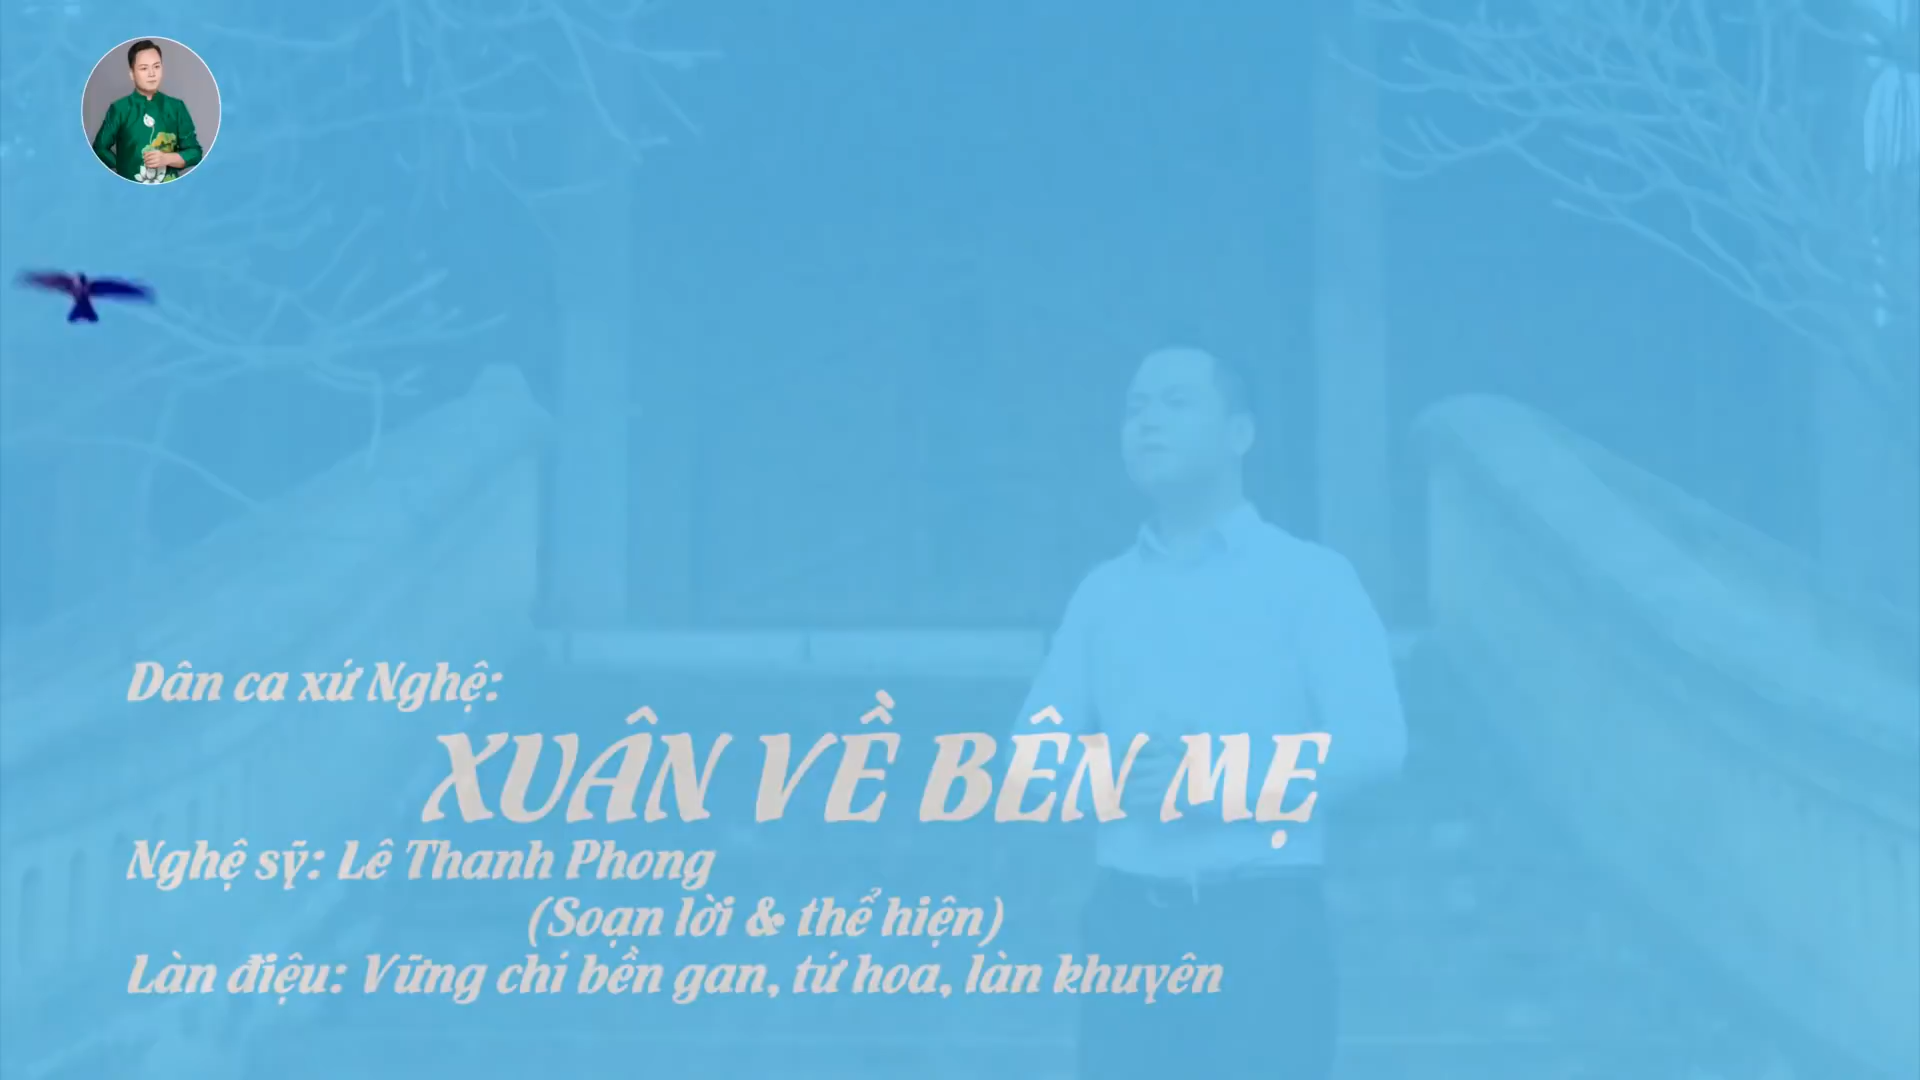 Dân ca xứ Nghệ:
XUÂN VỀ BÊN MẸ
Nghệ sỹ: Lê Thanh Phong
(Soạn lời & thể hiện)
Làn điệu: Vững chí bền gan, tứ hoa, làn khuyên